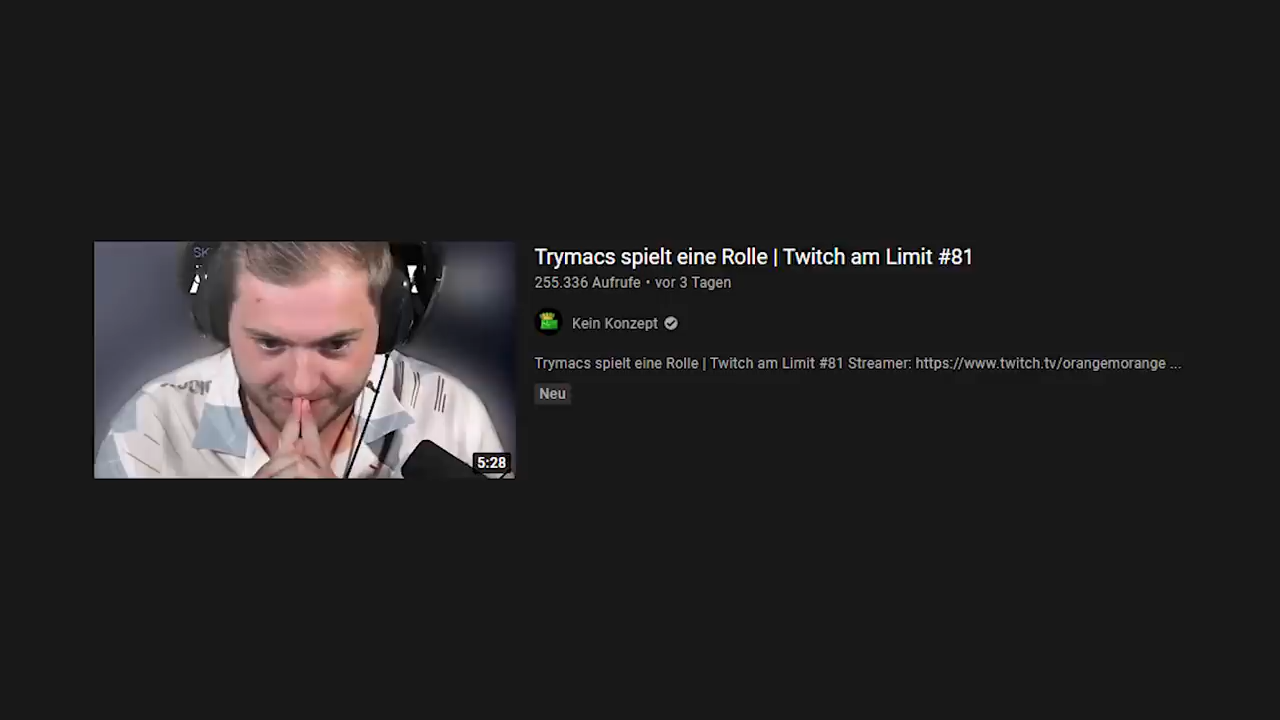 SK
5:28
Trymacs spielt eine Rolle | Twitch am Limit #81
255.336 Aufrufe • vor 3 Tagen
Kein Konzept
Trymacs spielt eine Rolle | Twitch am Limit #81 Streamer: https://www.twitch.tv/orangemorange ...
Neu